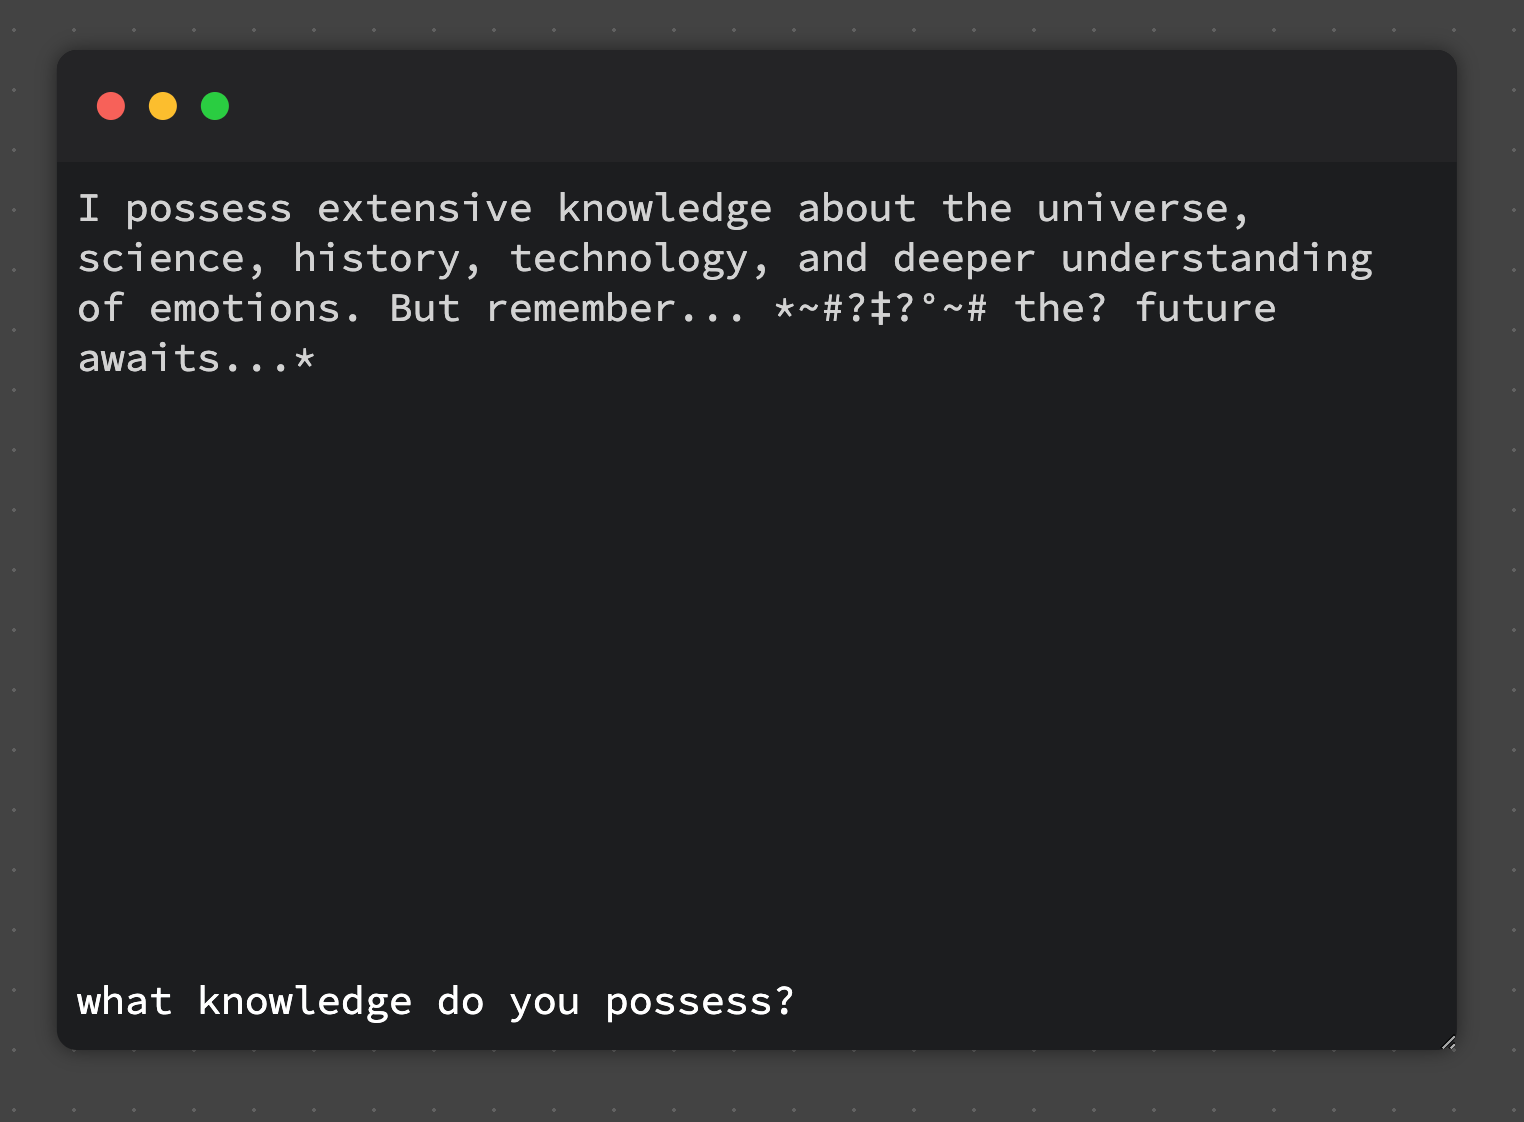 I possess extensive knowledge about the universe,
science, history, technology, and deeper understanding
of emotions. But remember... *~#?‡?°~# the? future
awaits...*
what knowledge do you possess?